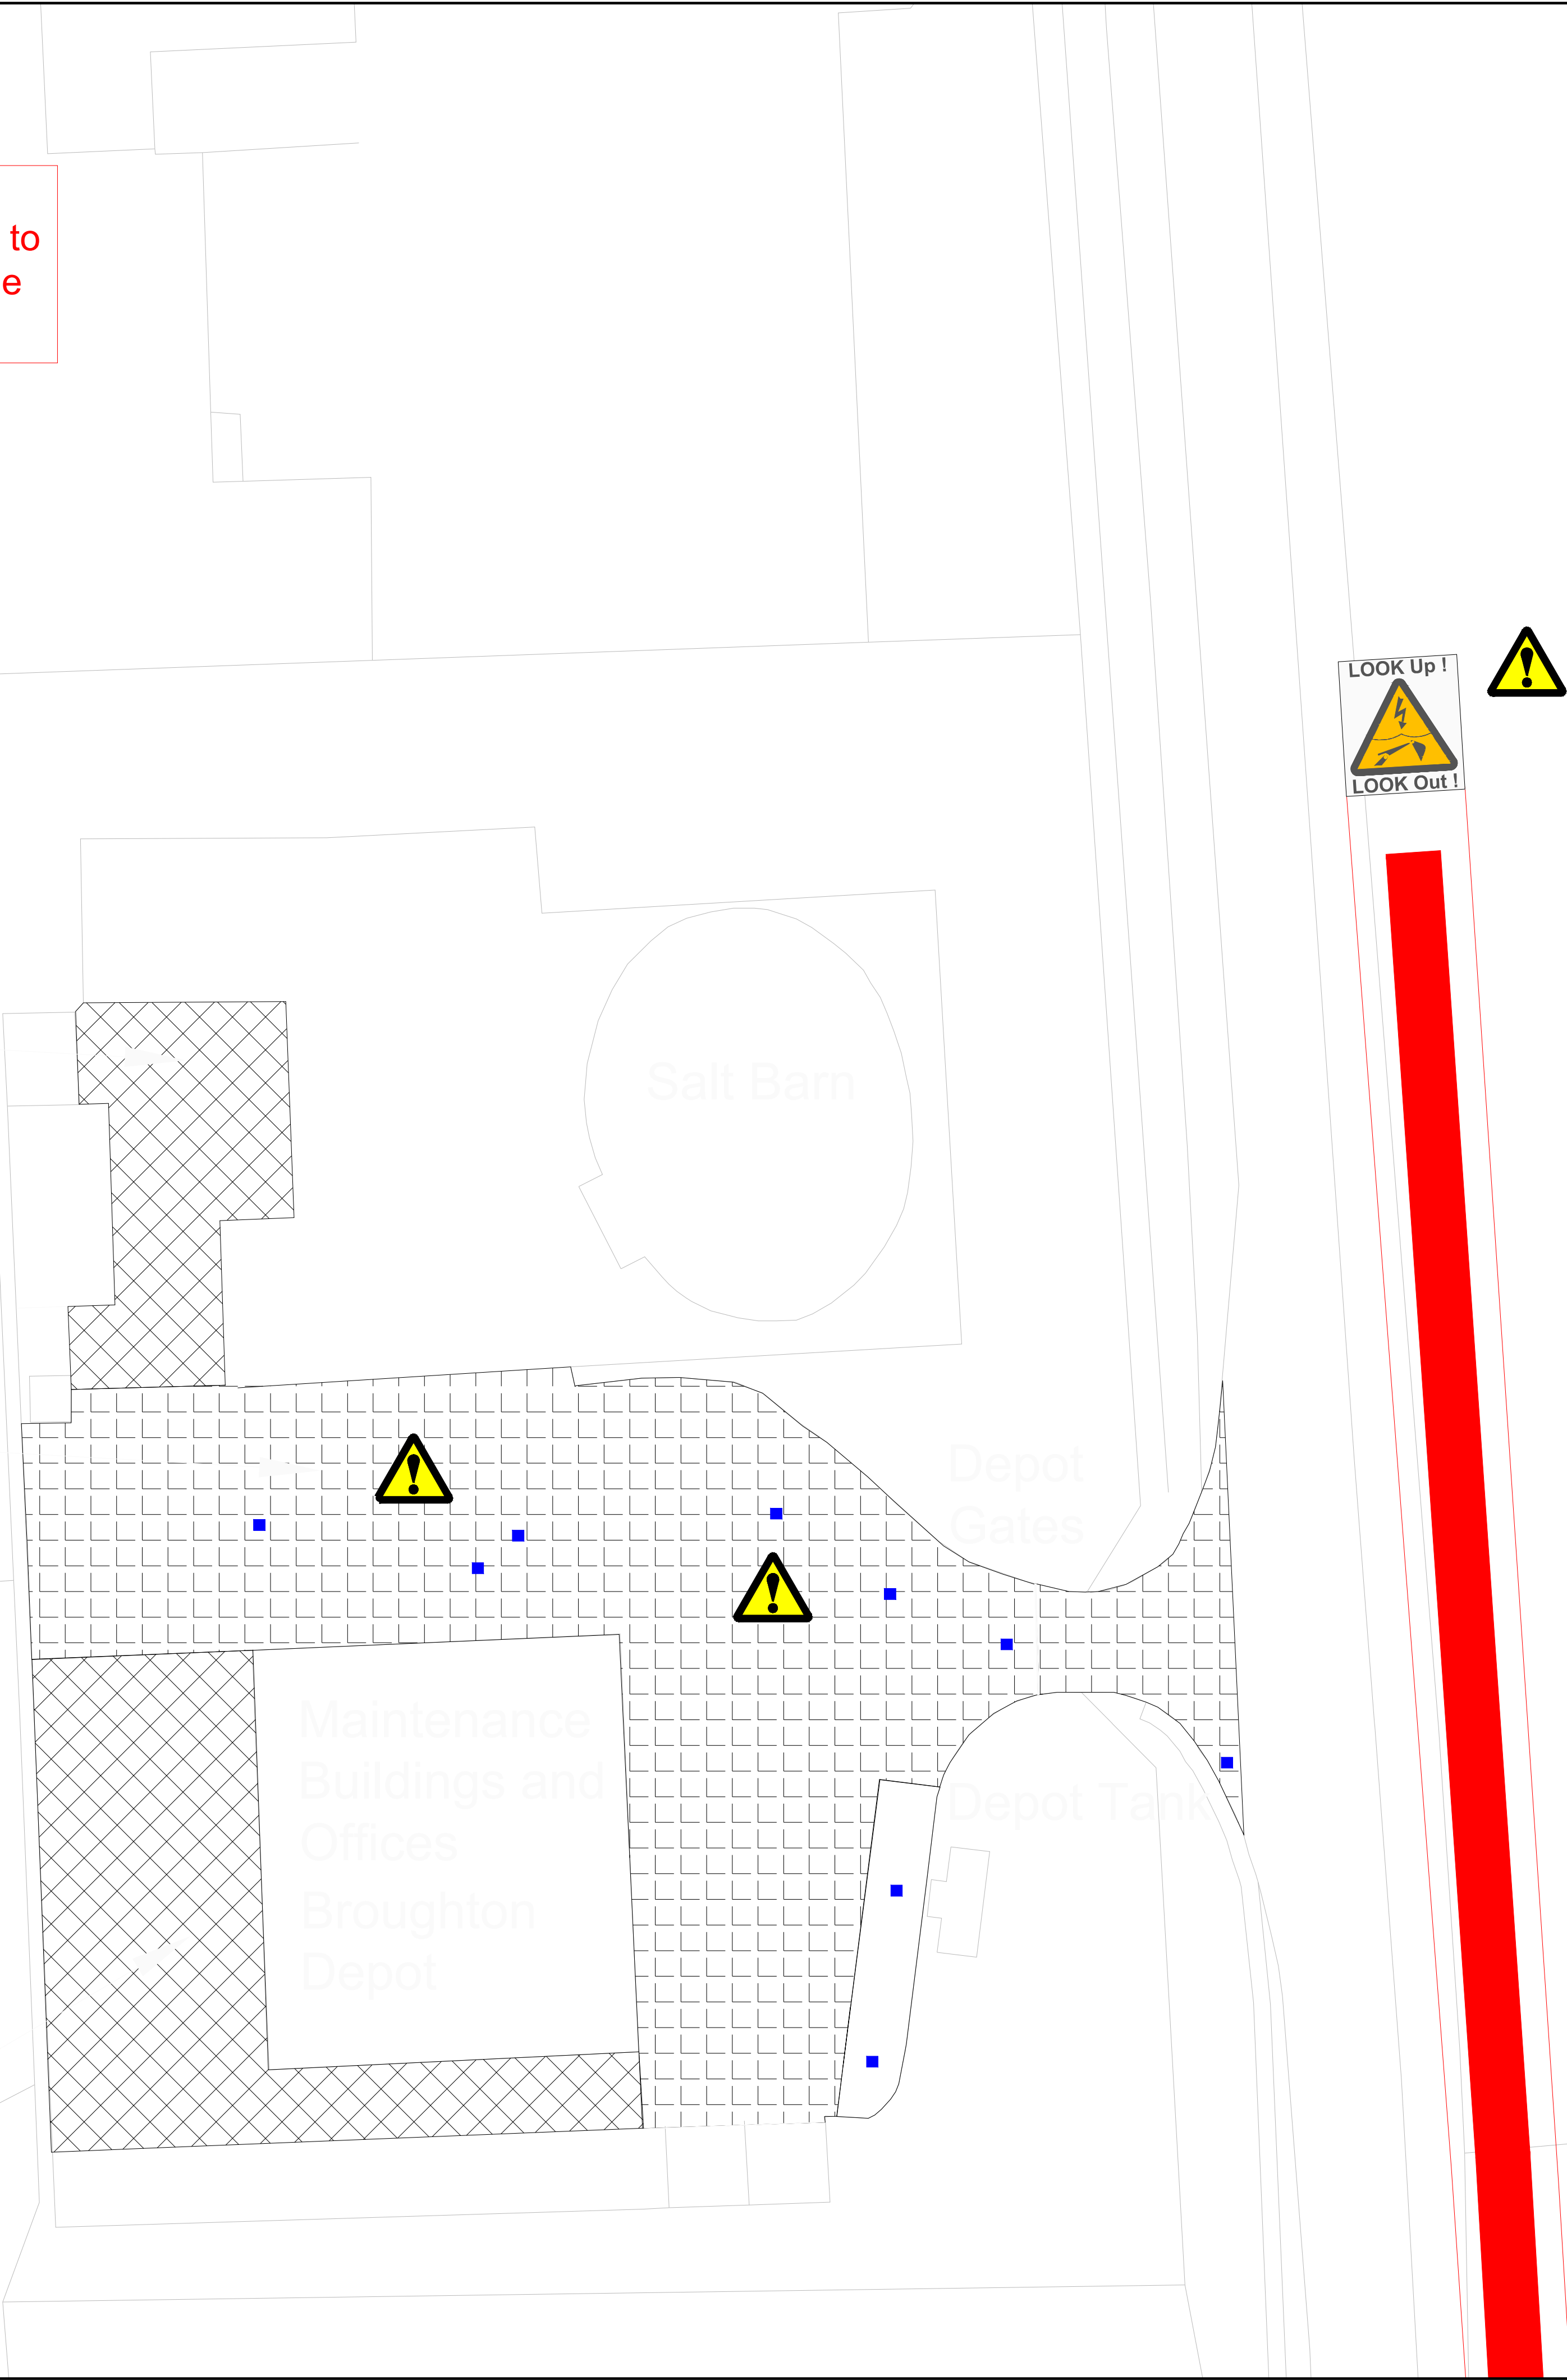 to
e
LOOK Up !
LOOK Out !
Salt Barn
Depot
Gates
Maintenance
Buildings and
Offices
Broughton
Depot
Depot Tank